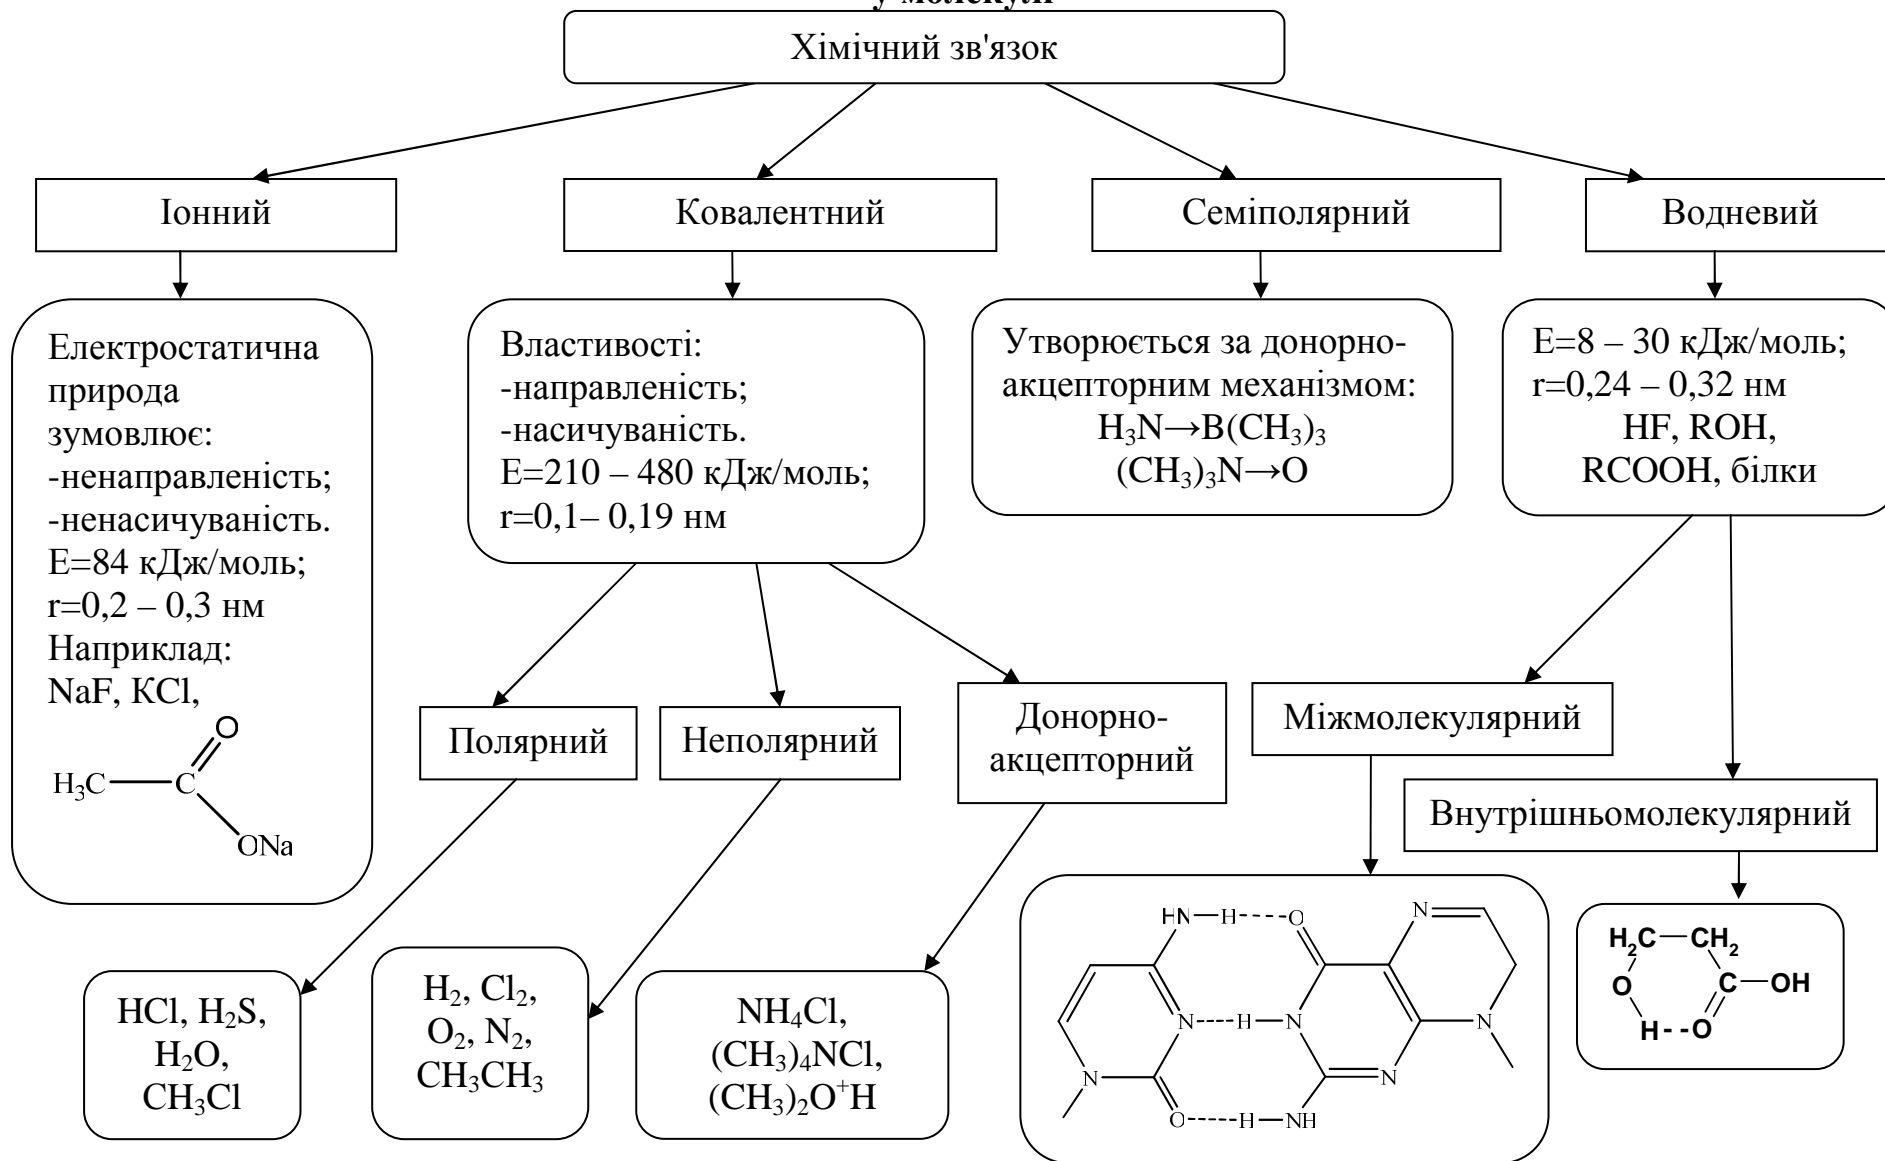 у молекулі
Хімічний зв'язок
Іонний
Ковалентний
Семіполярний
Водневий
Електростатична
природа
зумовлює:
-ненаправленість;
-ненасичуваність.
E=84 кДж/моль;
r=0,2 – 0,3 нм
Наприклад:
NaF, KCl,
O
H₃C C
ONa
Властивості:
-направленість;
-насичуваність.
E=210 – 480 кДж/моль;
r=0,1– 0,19 нм
Утворюється за донорно-
акцепторним механізмом:
H₃N→B(CH₃)₃
(CH₃)₃N→O
E=8 – 30 кДж/моль;
r=0,24 – 0,32 нм
HF, ROH,
RCOOH, білки
Полярний
Неполярний
Донорно-
акцепторний
Міжмолекулярний
Внутрішньомолекулярний
HCl, H₂S,
H₂O,
CH₃Cl
H₂, Cl₂,
O₂, N₂,
CH₃CH₃
NH₄Cl,
(CH₃)₄NCl,
(CH₃)₂O⁺H
HN—H---O N
N----H—N N
N N
O----H—NH
H₂C—CH₂
O C—OH
H---O